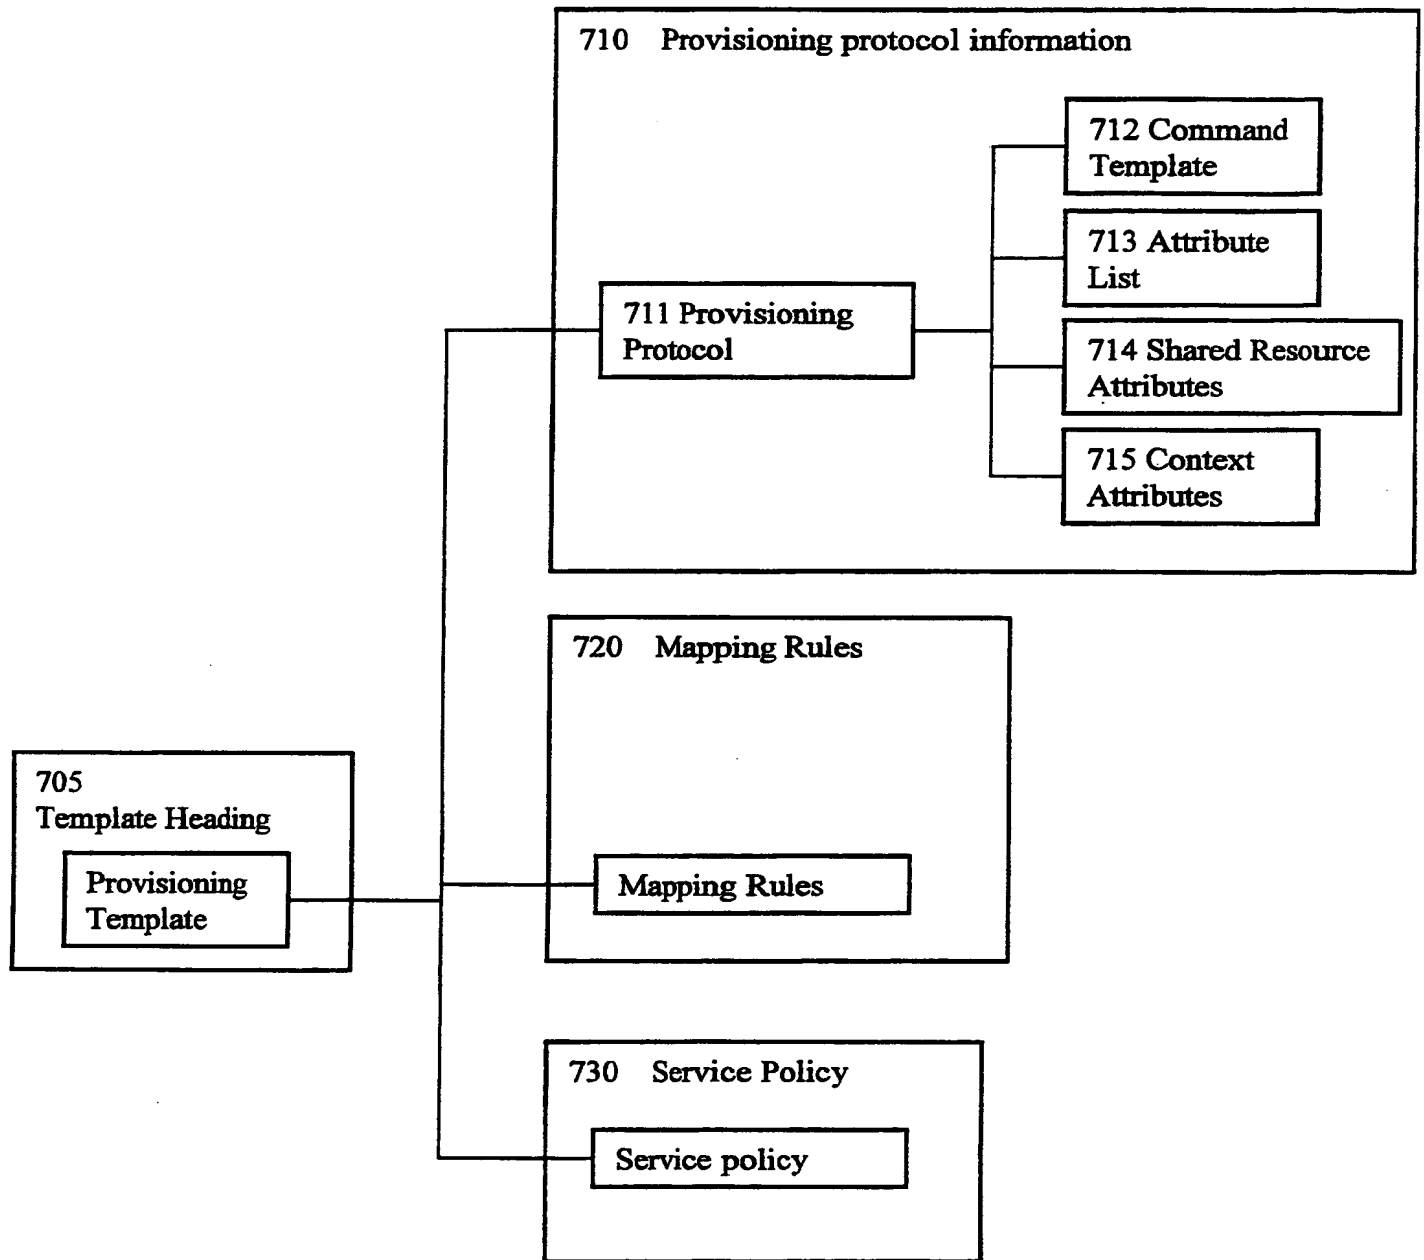 710 Provisioning protocol information
712 Command
Template
713 Attribute
List
711 Provisioning
Protocol
714 Shared Resource
Attributes
715 Context
Attributes
720 Mapping Rules
705
Template Heading
Provisioning
Template
Mapping Rules
730 Service Policy
Service policy